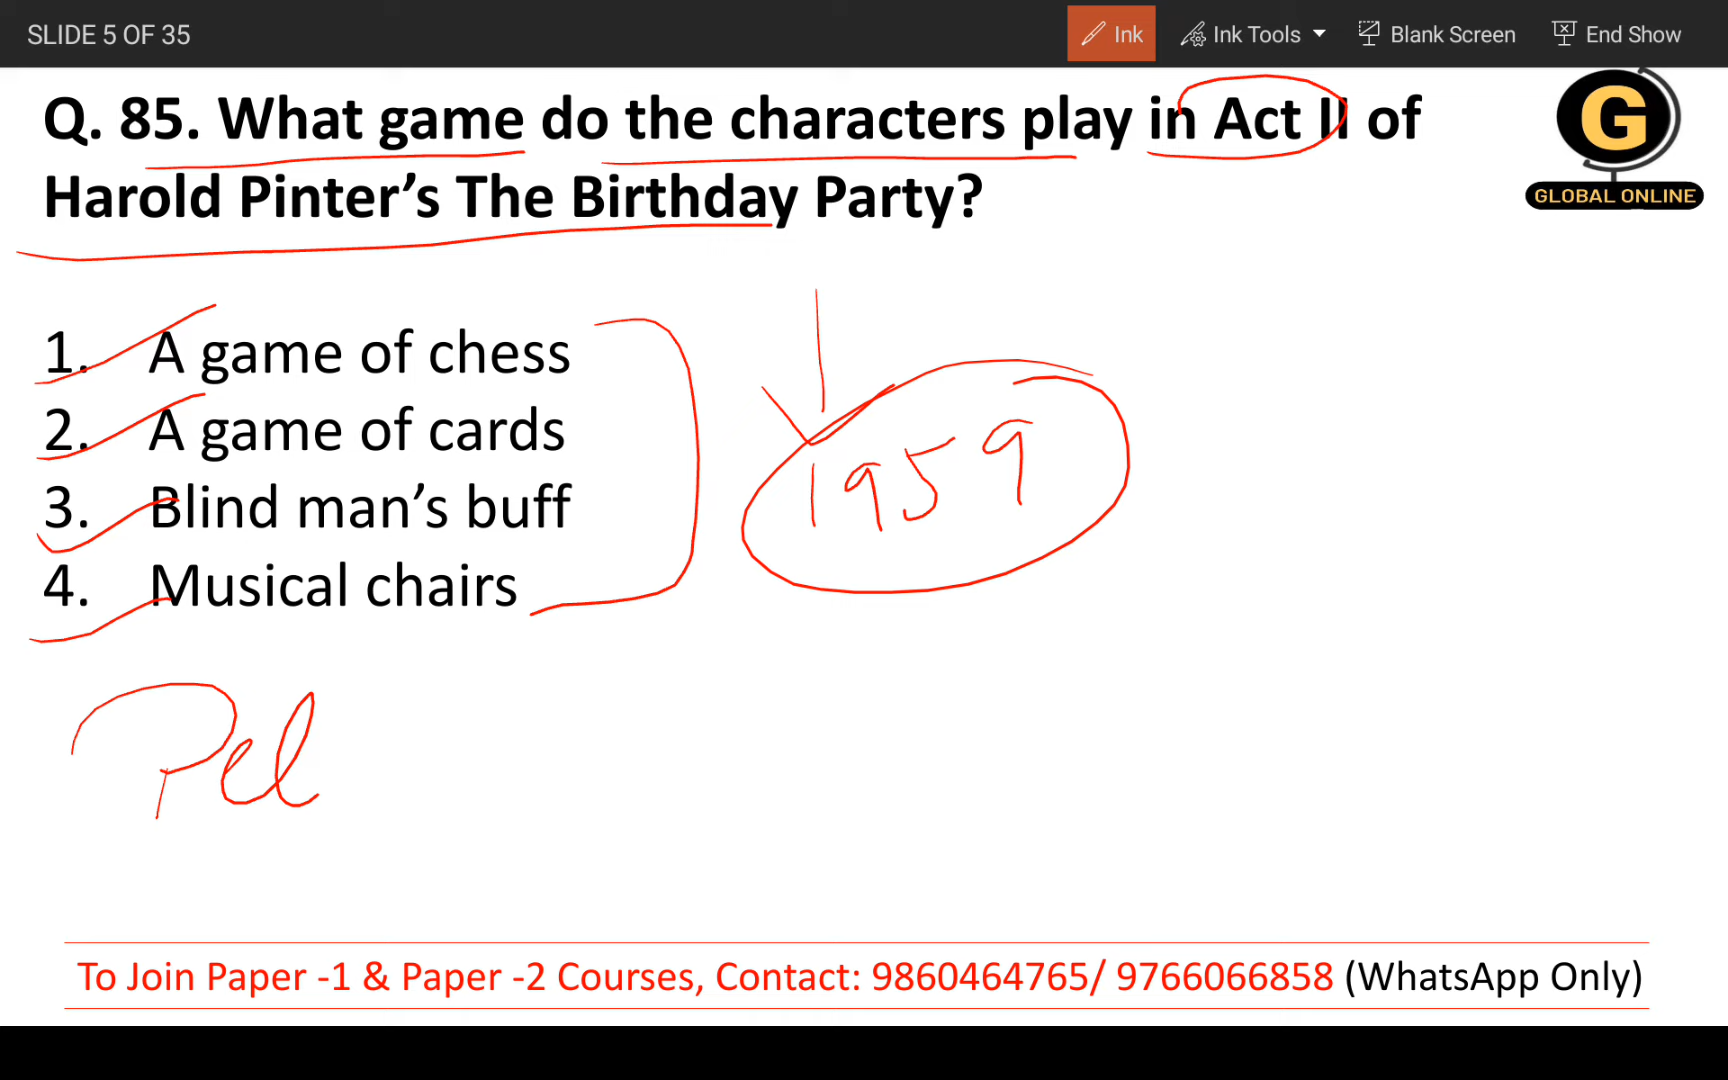 SLIDE 5 OF 35 Ink Ink Tools Blank Screen End Show
Q. 85. What game do the characters play in Act II of
Harold Pinter’s The Birthday Party?
G
GLOBAL ONLINE
1. A game of chess
2. A game of cards
3. Blind man’s buff
4. Musical chairs
1959
Pel
To Join Paper -1 & Paper -2 Courses, Contact: 9860464765/ 9766066858 (WhatsApp Only)